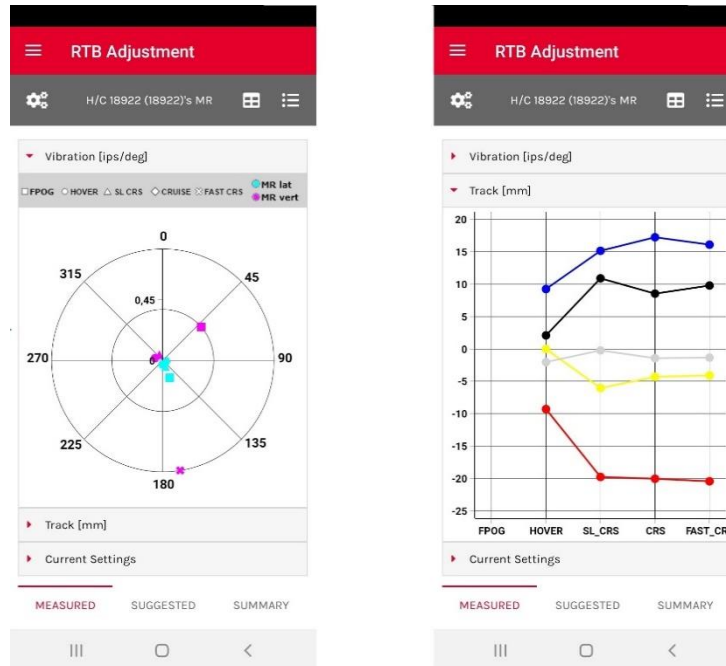 RTB Adjustment
H/C 18922 (18922)'s MR
Vibration [ips/deg]
FPOG HOVER SL CRS CRUISE FAST CRS MR lat
MR vert
0
315 45
0,45
270 0 90
225 135
180
Track [mm]
Current Settings
MEASURED SUGGESTED SUMMARY
RTB Adjustment
H/C 18922 (18922)'s MR
Vibration [ips/deg]
Track [mm]
20
15
10
5
0
-5
-10
-15
-20
-25
FPOG HOVER SL_CRS CRS FAST_CR
Current Settings
MEASURED SUGGESTED SUMMARY